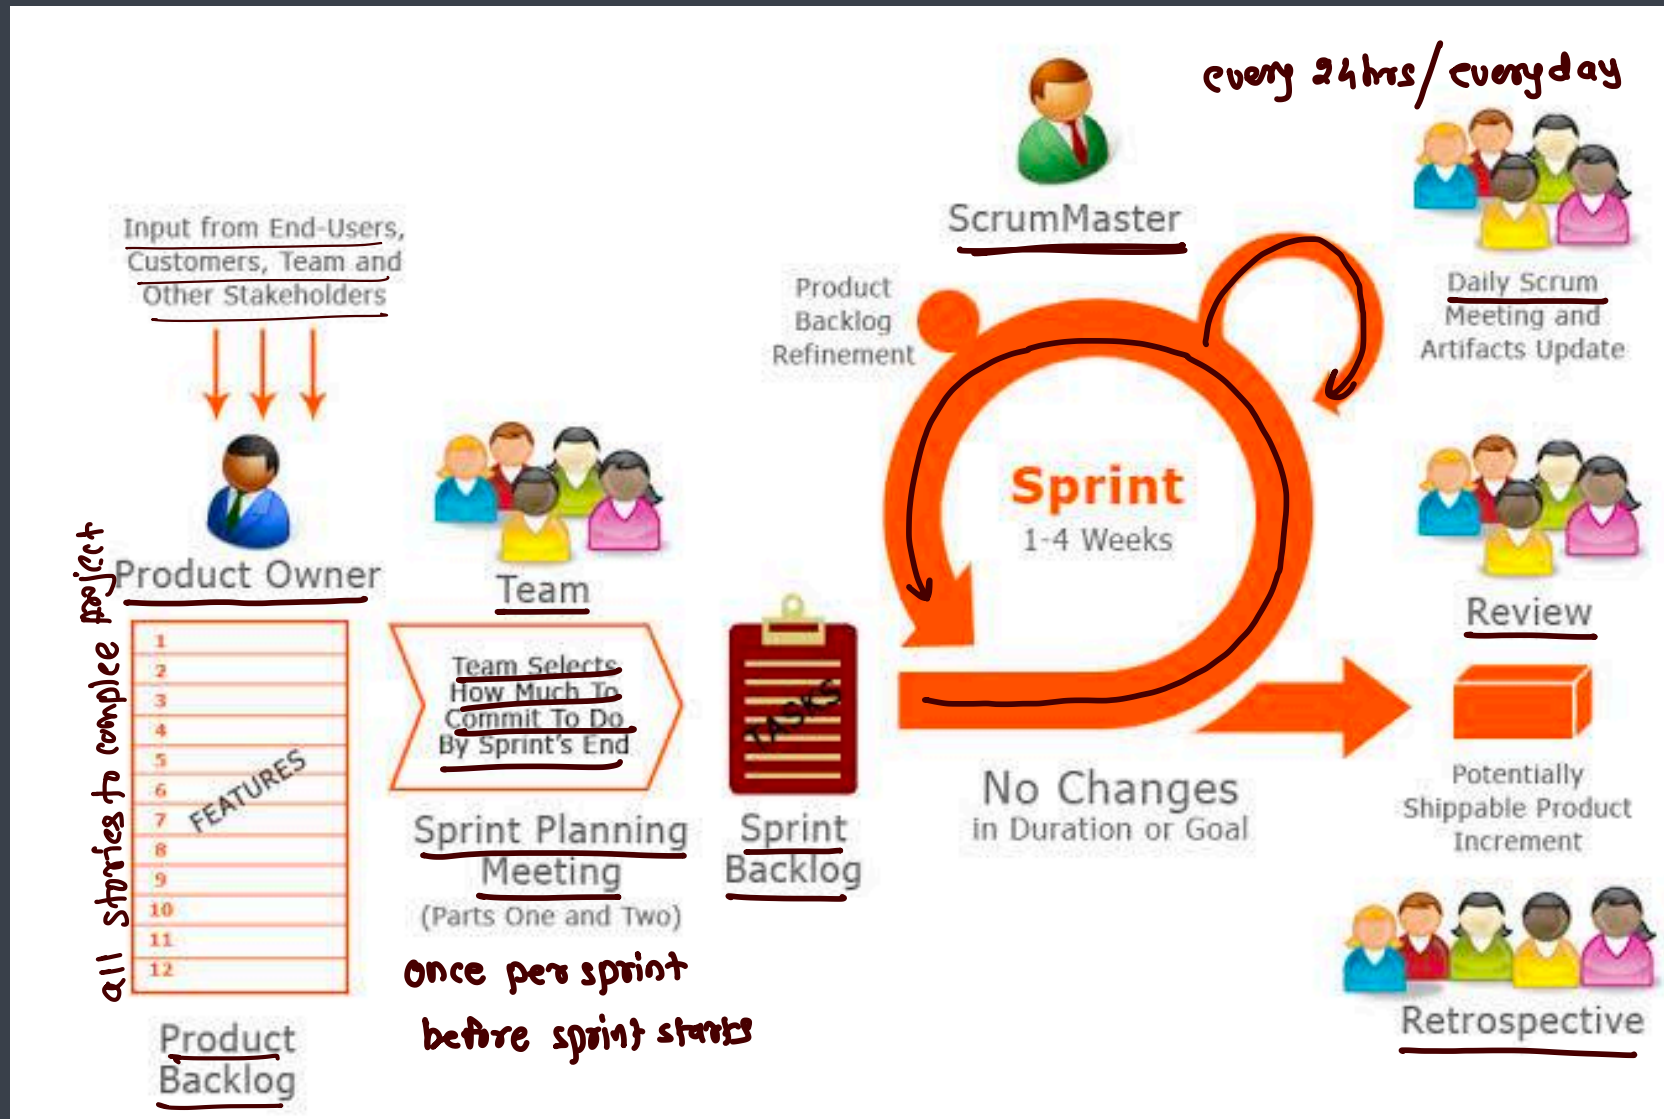 every 24hrs/everyday
ScrumMaster
Input from End-Users,
Customers, Team and
Other Stakeholders
Product
Backlog
Refinement
Daily Scrum
Meeting and
Artifacts Update
Sprint
1-4 Weeks
Product Owner
Team
Review
all stories to complee project
1
2
3
4
5
6
7
8
9
10
11
12
FEATURES
Team Selects
How Much To
Commit To Do
By Sprint's End
TASKS
Sprint Planning
Meeting
(Parts One and Two)
Sprint
Backlog
No Changes
in Duration or Goal
Potentially
Shippable Product
Increment
once per sprint
before sprint starts
Product
Backlog
Retrospective